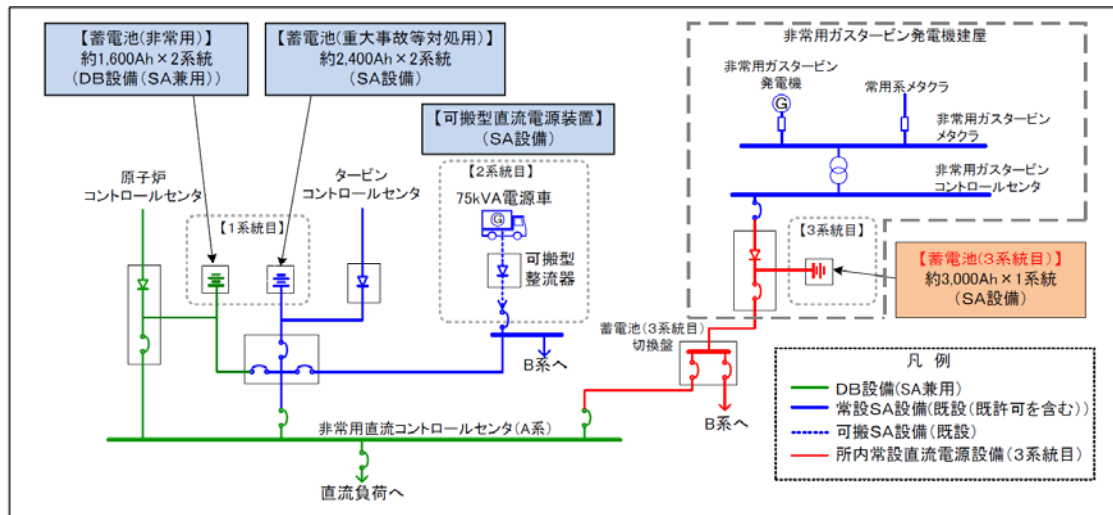 【蓄電池(非常用)】
約1,600Ah×2系統
(DB設備(SA兼用))
【蓄電池(重大事故等対処用)】
約2,400Ah×2系統
(SA設備)
【可搬型直流電源装置】
(SA設備)
非常用ガスタービン発電機建屋
非常用ガスタービン
発電機
G
常用系メタクラ
非常用ガスタービン
メタクラ
非常用ガスタービン
コントロールセンタ
原子炉
コントロールセンタ
タービン
コントロールセンタ
【1系統目】
【2系統目】
75kVA電源車
G
可搬型
整流器
B系へ
【3系統目】
【蓄電池(3系統目)】
約3,000Ah×1系統
(SA設備)
蓄電池(3系統目)
切換盤
B系へ
非常用直流コントロールセンタ(A系)
直流負荷へ
凡 例
DB設備(SA兼用)
常設SA設備(既設(既許可を含む))
可搬SA設備(既設)
所内常設直流電源設備(3系統目)